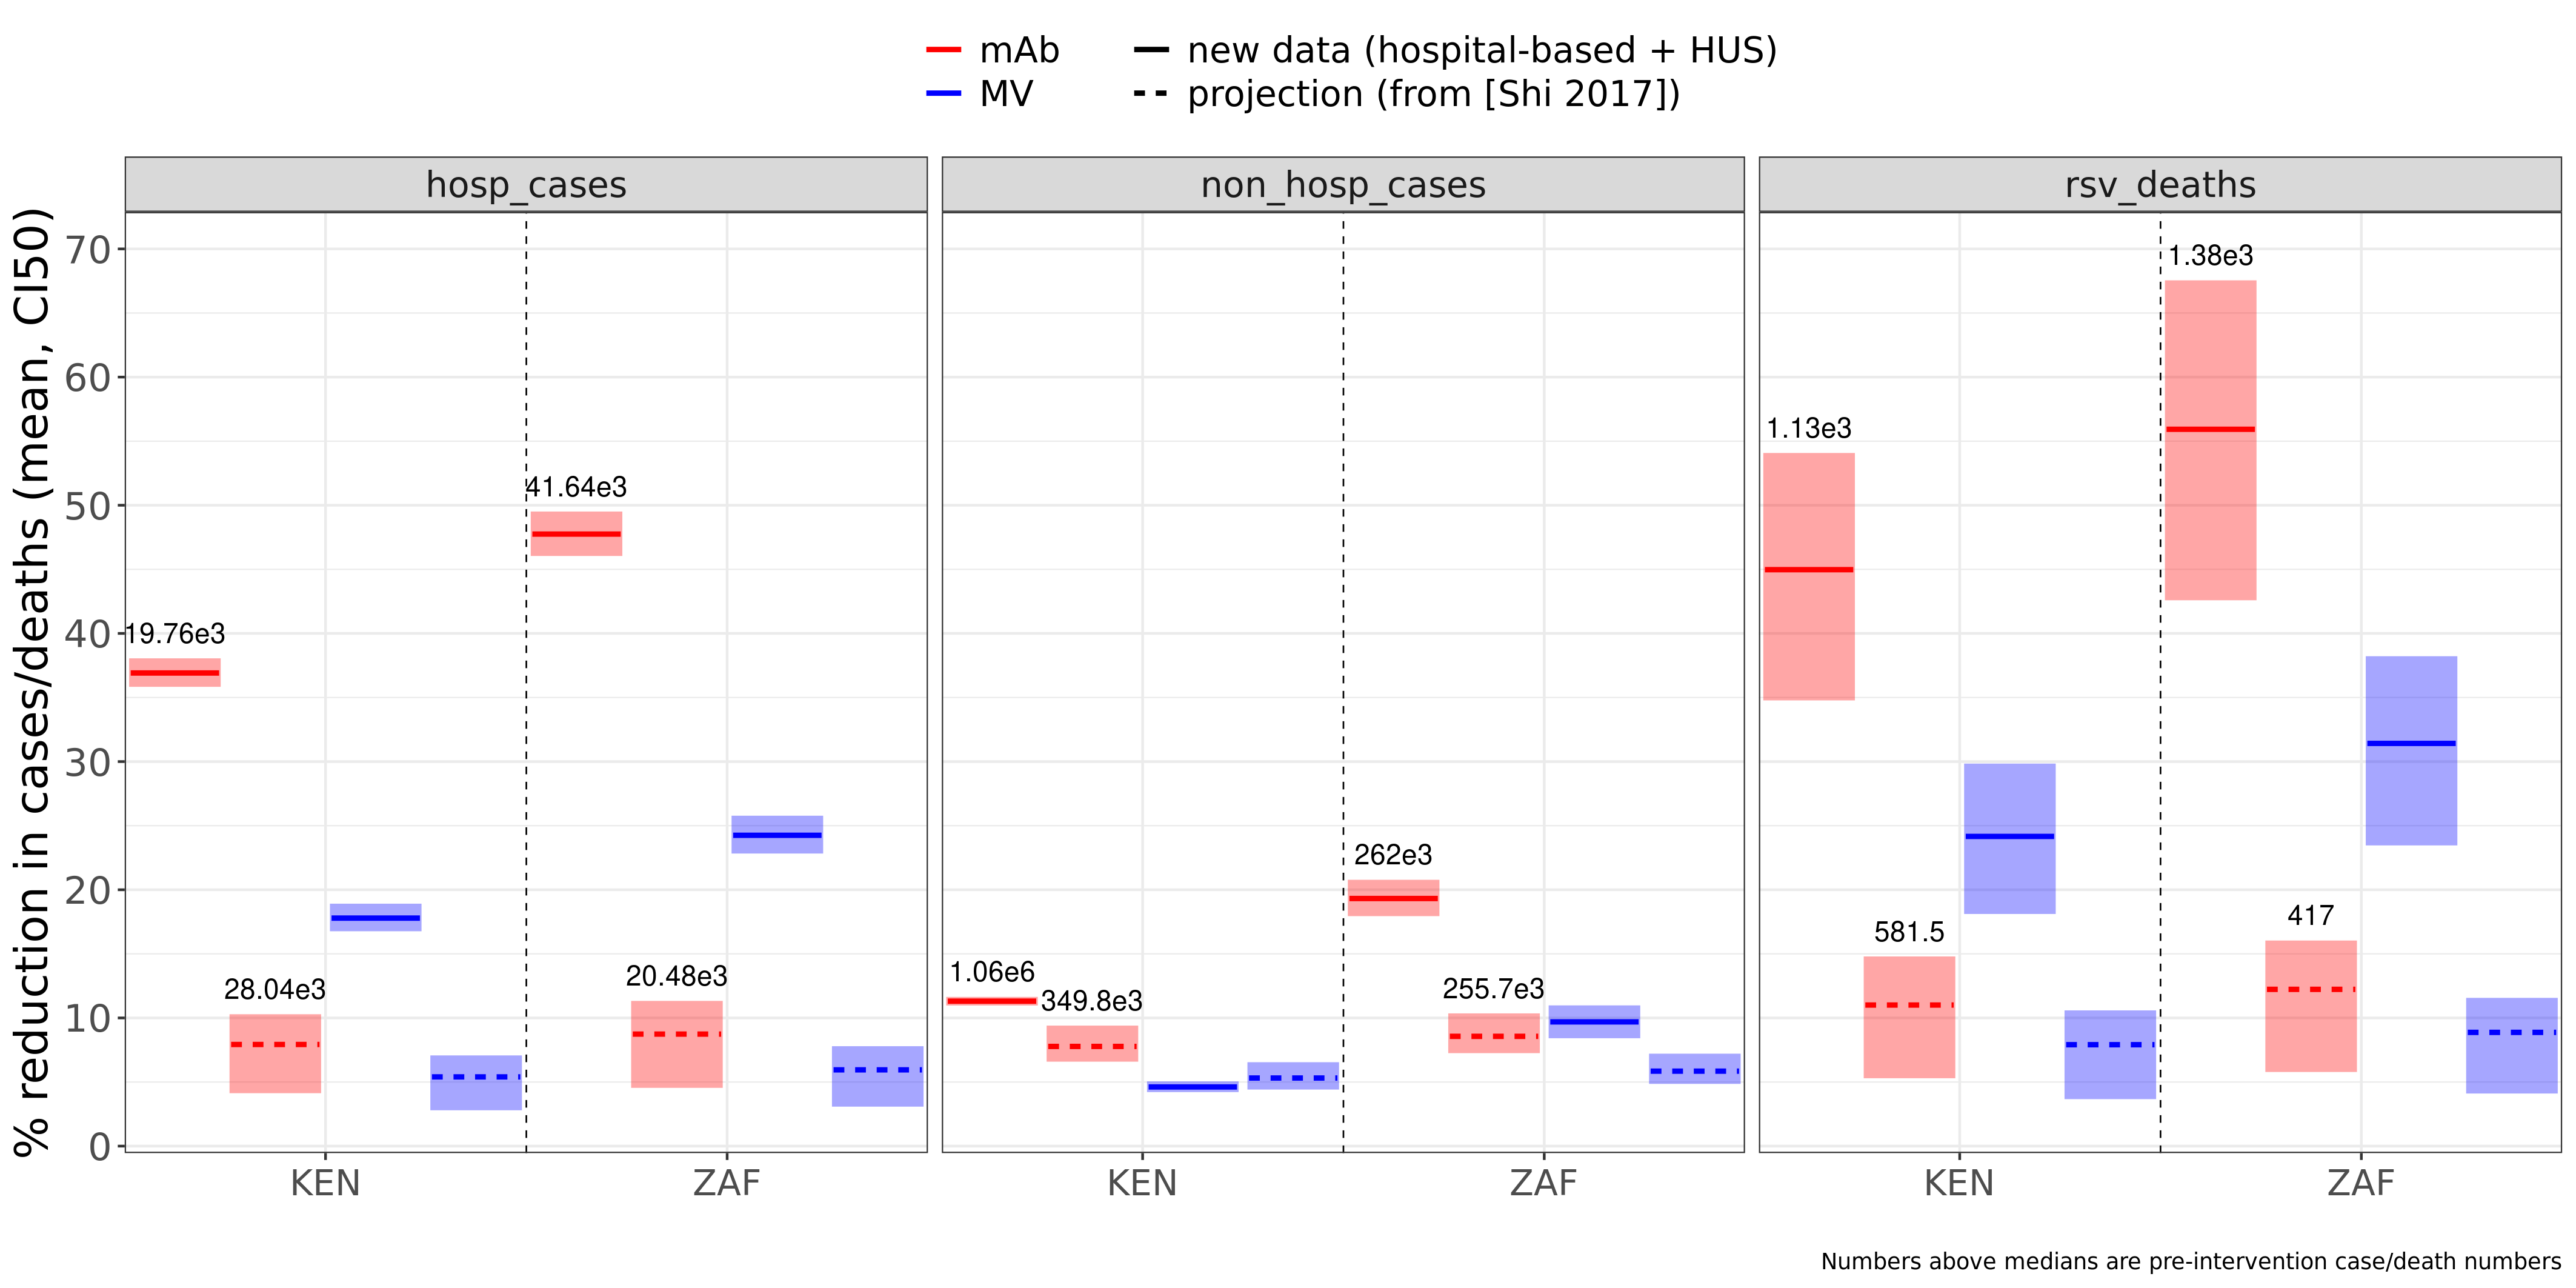 mAb
MV
new data (hospital-based + HUS)
projection (from [Shi 2017])
hosp_cases
non_hosp_cases
rsv_deaths
% reduction in cases/deaths (mean, CI50)
70
60
50
40
30
20
10
0
19.76e3
28.04e3
41.64e3
20.48e3
1.06e6
349.8e3
262e3
255.7e3
1.13e3
581.5
1.38e3
417
KEN
ZAF
KEN
ZAF
KEN
ZAF
Numbers above medians are pre-intervention case/death numbers